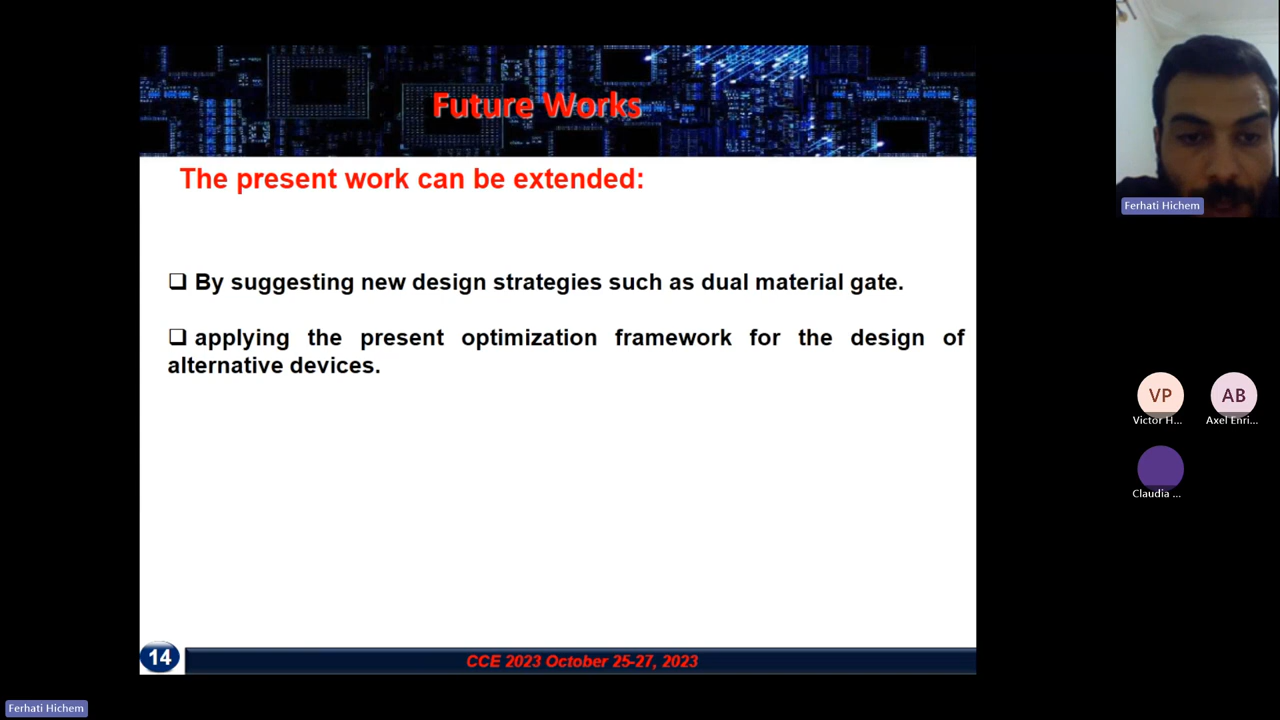 Future Works
The present work can be extended:
❑ By suggesting new design strategies such as dual material gate.
❑ applying the present optimization framework for the design of
alternative devices.
14
CCE 2023 October 25-27, 2023
Ferhati Hichem
VP
AB
Victor H...
Axel Enri...
Claudia ...
Ferhati Hichem